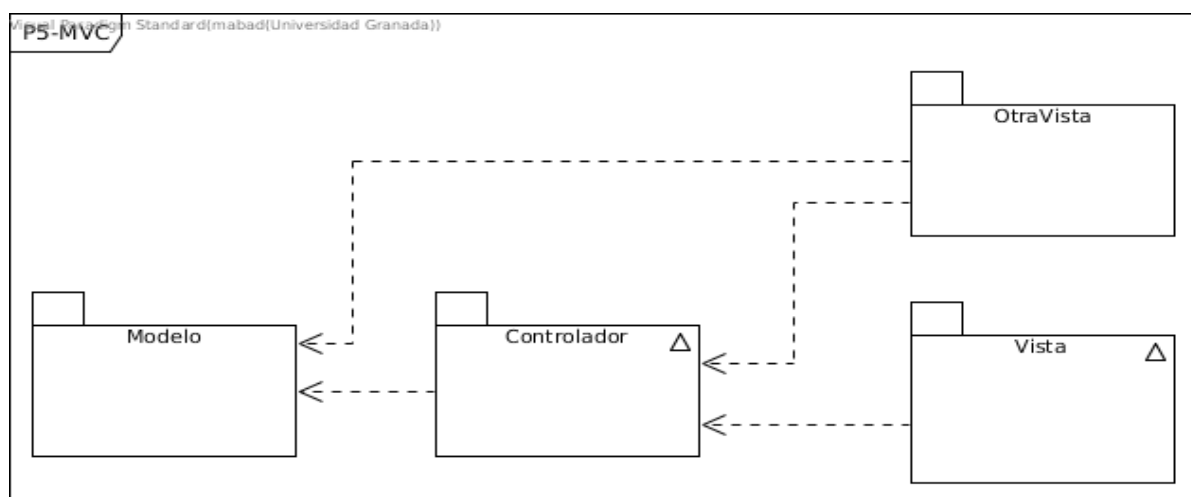 Visual Paradigm Standard(mabad(Universidad Granada))
P5-MVC
OtraVista
Modelo
Controlador
Vista